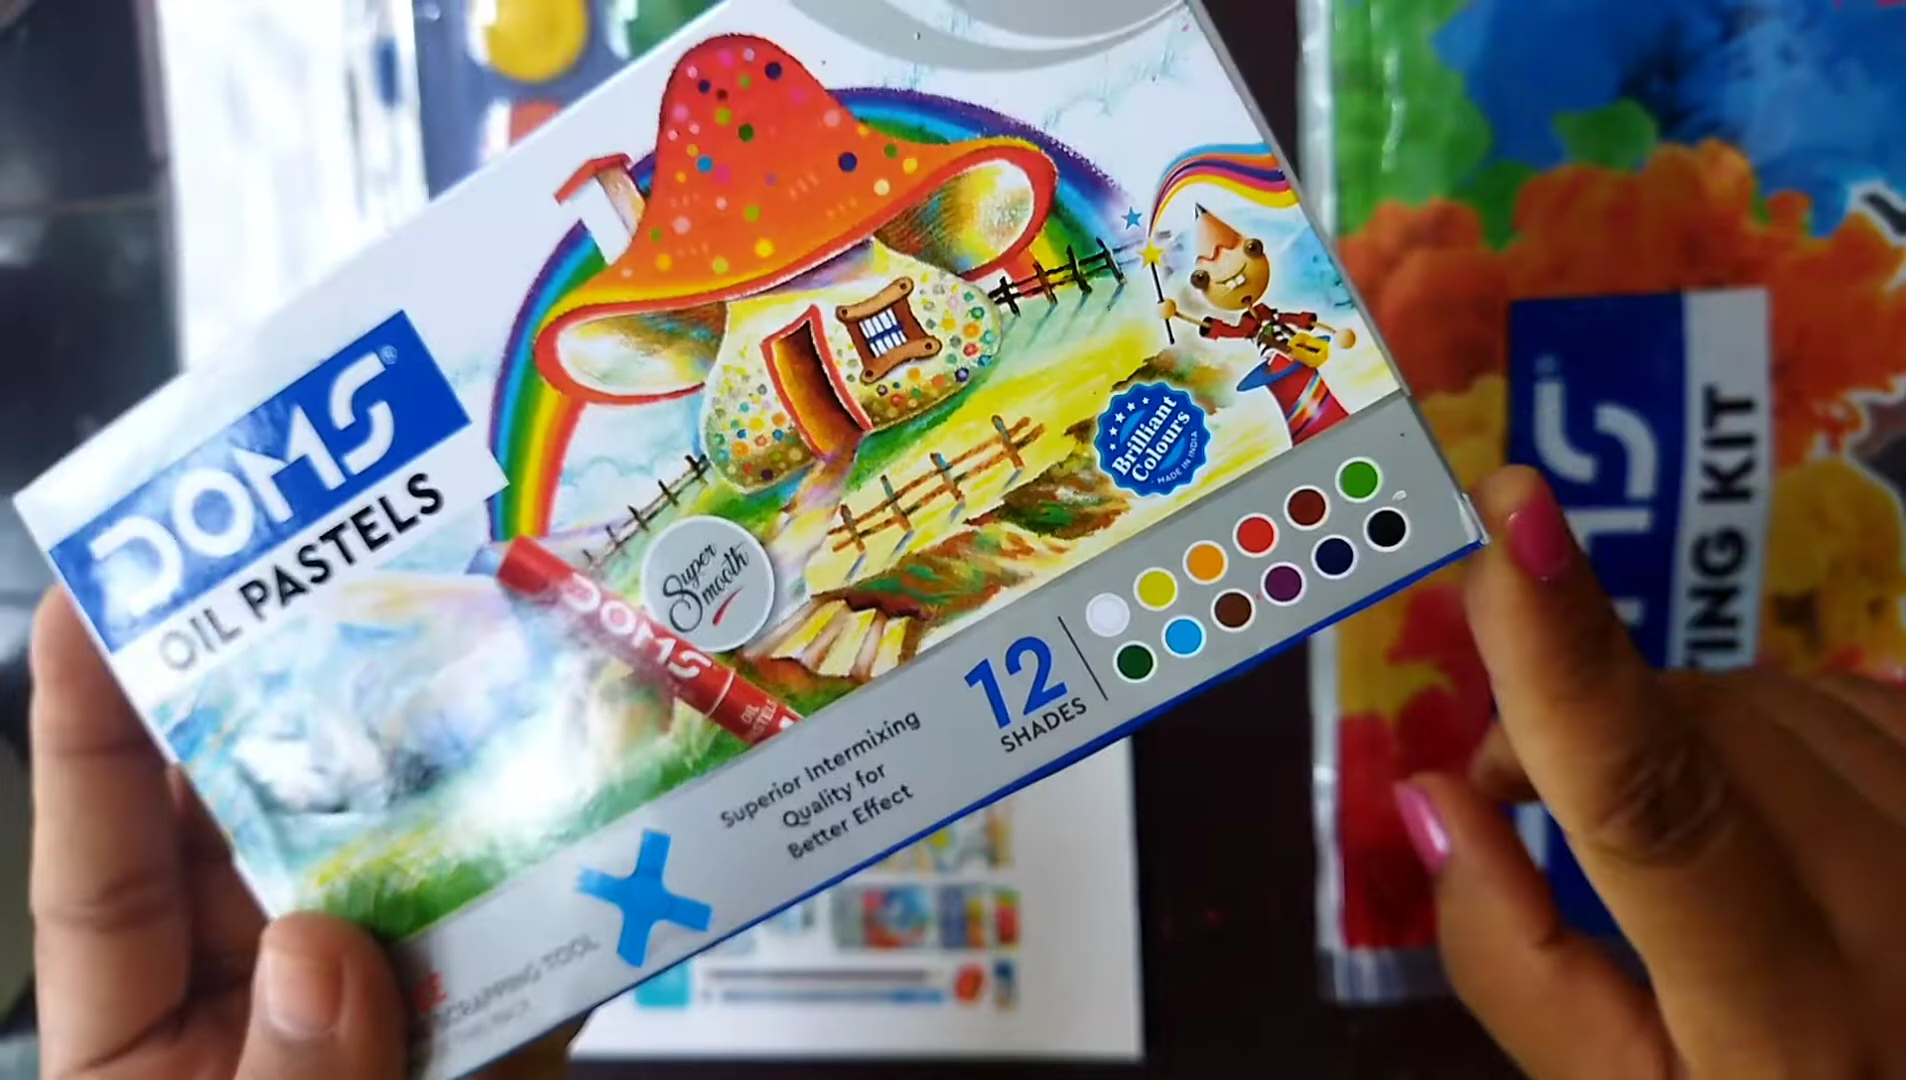 DOMS®
OIL PASTELS
Super
Smooth
DOMS
OIL
Brilliant
Colours
MADE IN INDIA
12
SHADES
Superior Intermixing
Quality for
Better Effect
SCRAPPING TOOL
KIT